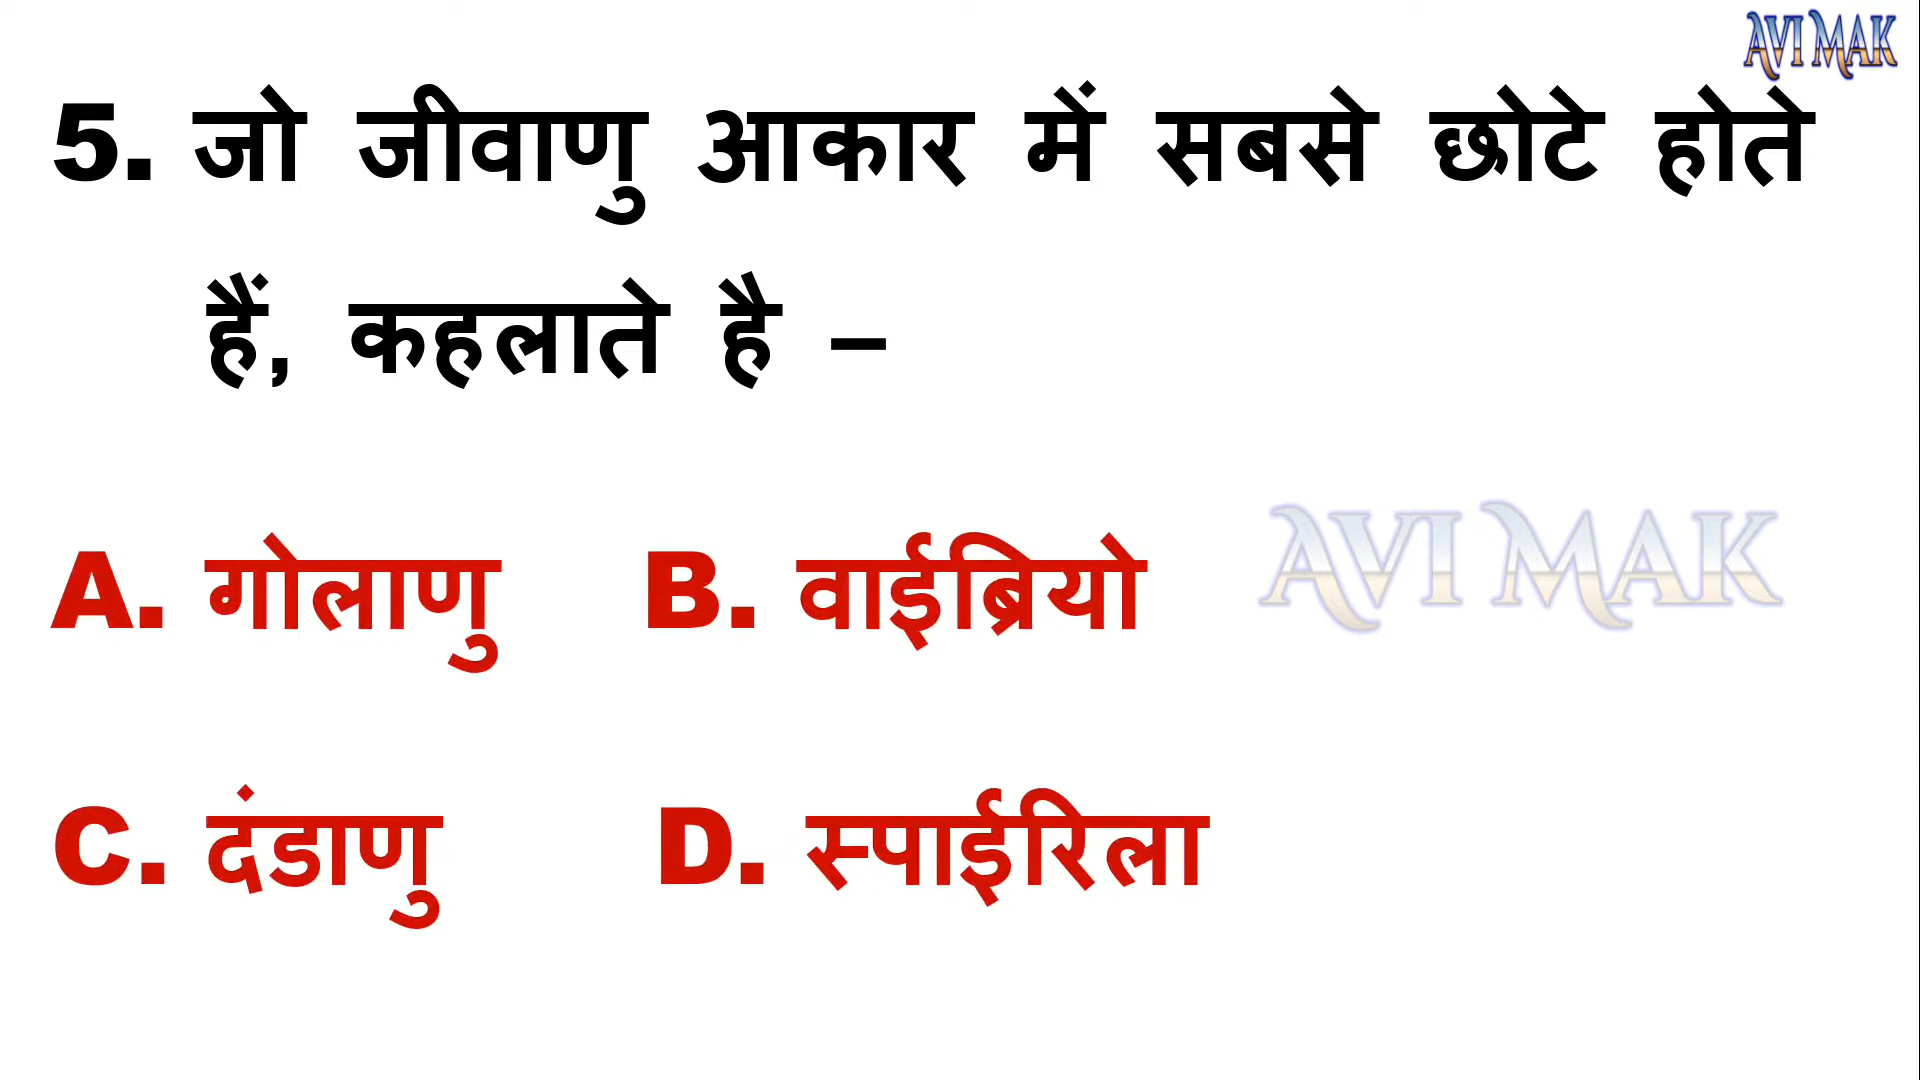 AVI MAK
5. जो जीवाणु आकार में सबसे छोटे होते
हैं, कहलाते है –
A. गोलाणु B. वाईब्रियो
AVI MAK
C. दंडाणु D. स्पाईरिला